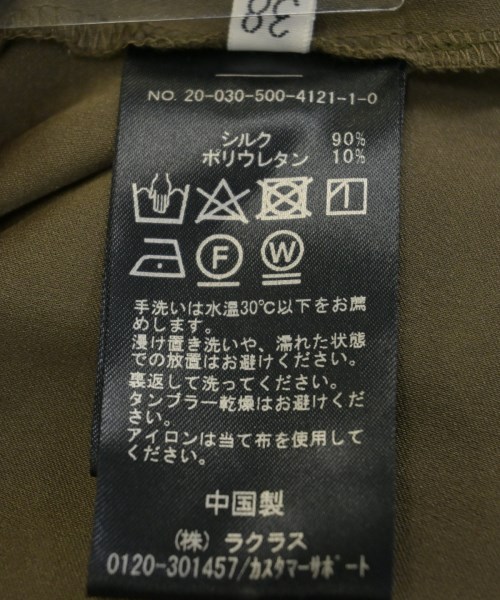 38
NO. 20-030-500-4121-1-0
シルク 90%
ポリウレタン 10%
F W
手洗いは水温30℃以下をお薦
めします。
浸け置き洗いや、濡れた状態
での放置はお避けください。
裏返して洗ってください。
タンブラー乾燥はお避けくだ
さい。
アイロンは当て布を使用して
ください。
中国製
(株) ラクラス
0120-301457/カスタマーサポート